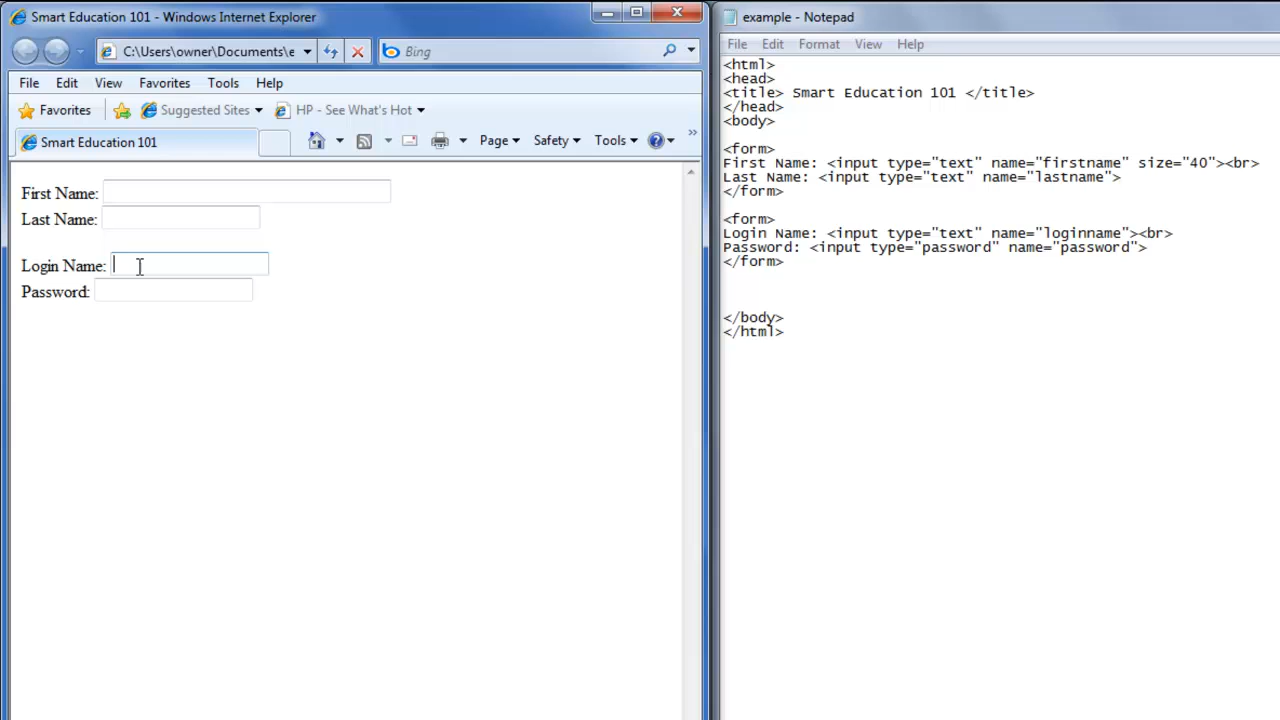 Smart Education 101 - Windows Internet Explorer
C:\Users\owner\Documents\e
Bing
File Edit View Favorites Tools Help
Favorites Suggested Sites HP - See What's Hot
Smart Education 101 Page Safety Tools »
First Name:
Last Name:
Login Name:
Password:
example - Notepad
File Edit Format View Help
<html>
<head>
<title> Smart Education 101 </title>
</head>
<body>
<form>
First Name: <input type="text" name="firstname" size="40"><br>
Last Name: <input type="text" name="lastname">
</form>
<form>
Login Name: <input type="text" name="loginname"><br>
Password: <input type="password" name="password">
</form>
</body>
</html>